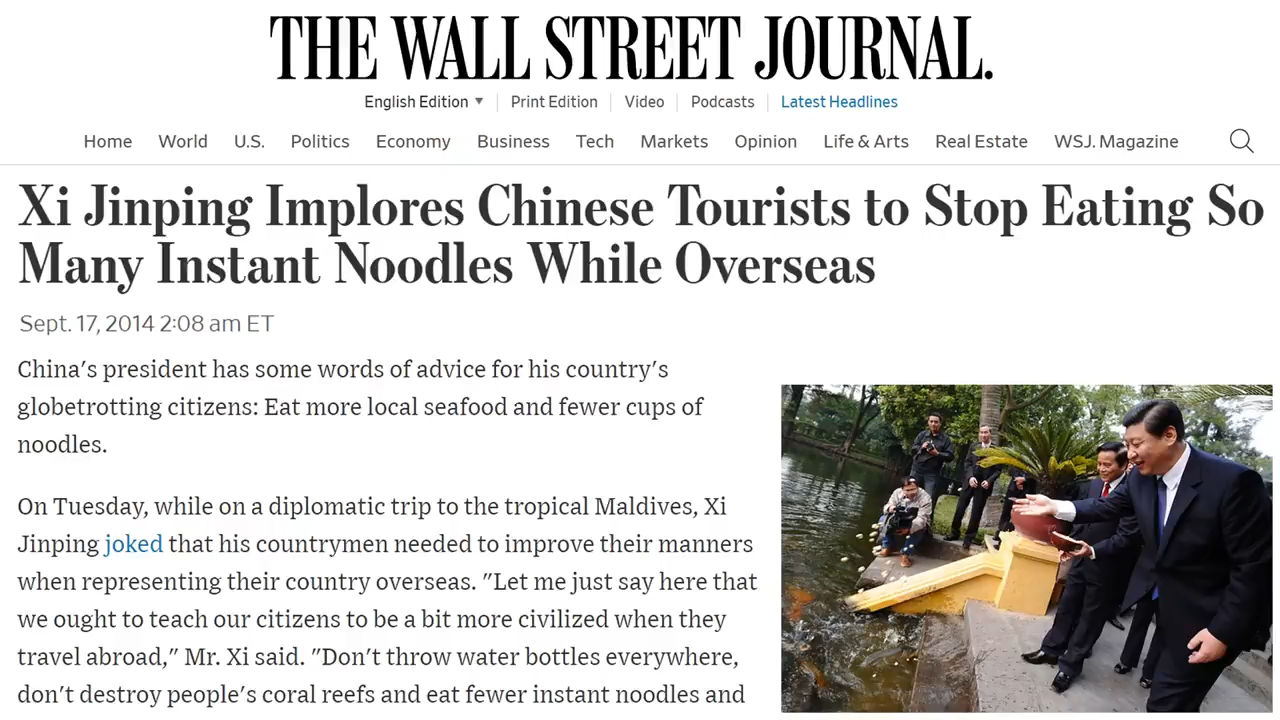 THE WALL STREET JOURNAL.
English Edition ▼ Print Edition Video Podcasts Latest Headlines
Home World U.S. Politics Economy Business Tech Markets Opinion Life & Arts Real Estate WSJ. Magazine
Xi Jinping Implores Chinese Tourists to Stop Eating So
Many Instant Noodles While Overseas
Sept. 17, 2014 2:08 am ET
China's president has some words of advice for his country's
globetrotting citizens: Eat more local seafood and fewer cups of
noodles.
On Tuesday, while on a diplomatic trip to the tropical Maldives, Xi
Jinping joked that his countrymen needed to improve their manners
when representing their country overseas. "Let me just say here that
we ought to teach our citizens to be a bit more civilized when they
travel abroad," Mr. Xi said. "Don't throw water bottles everywhere,
don't destroy people's coral reefs and eat fewer instant noodles and